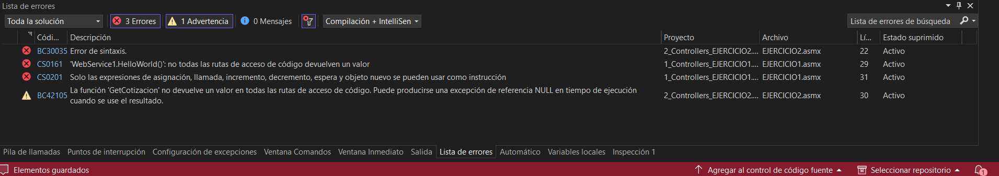 Lista de errores
Toda la solución 3 Errores 1 Advertencia 0 Mensajes Compilación + IntelliSen Lista de errores de búsqueda
Códi... Descripción Proyecto Archivo Lí... Estado suprimido
BC30035 Error de sintaxis. 2_Controllers_EJERCICIO2.... EJERCICIO2.asmx 22 Activo
CS0161 'WebService1.HelloWorld()': no todas las rutas de acceso de código devuelven un valor 1_Controllers_EJERCICIO1.... EJERCICIO1.asmx 29 Activo
CS0201 Solo las expresiones de asignación, llamada, incremento, decremento, espera y objeto nuevo se pueden usar como instrucción 1_Controllers_EJERCICIO1.... EJERCICIO1.asmx 31 Activo
BC42105 La función 'GetCotizacion' no devuelve un valor en todas las rutas de acceso de código. Puede producirse una excepción de referencia NULL en tiempo de ejecución
cuando se use el resultado. 2_Controllers_EJERCICIO2.... EJERCICIO2.asmx 30 Activo
Pila de llamadas Puntos de interrupción Configuración de excepciones Ventana Comandos Ventana Inmediato Salida Lista de errores Automático Variables locales Inspección 1
Elementos guardados Agregar al control de código fuente Seleccionar repositorio 1